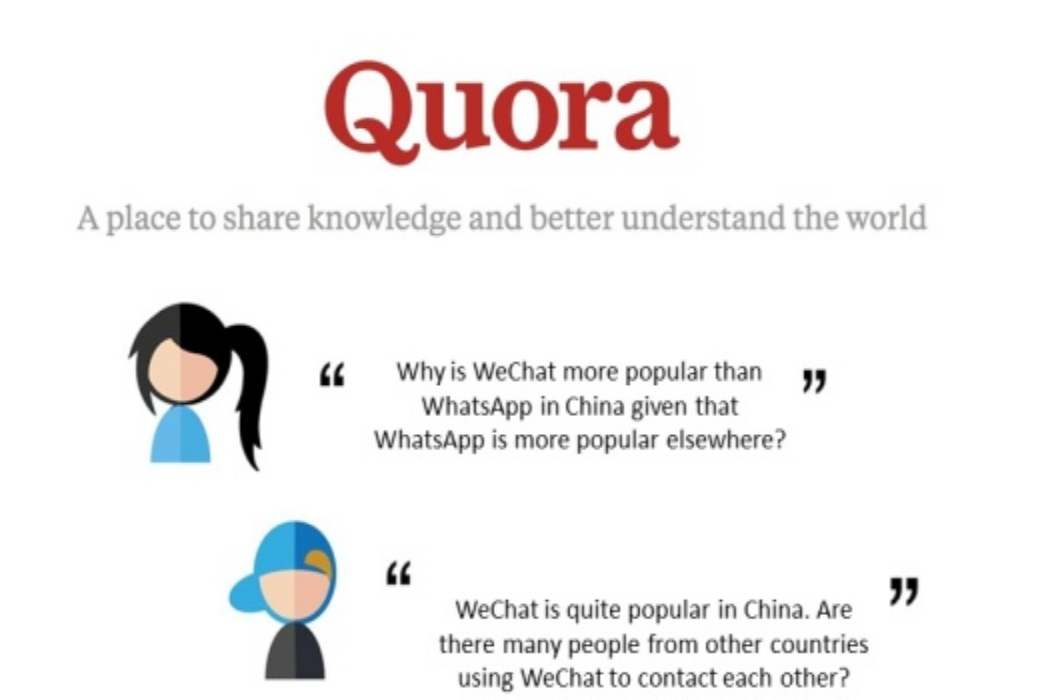 Quora
A place to share knowledge and better understand the world
“ Why is WeChat more popular than ”
WhatsApp in China given that
WhatsApp is more popular elsewhere?
“ WeChat is quite popular in China. Are ”
there many people from other countries
using WeChat to contact each other?